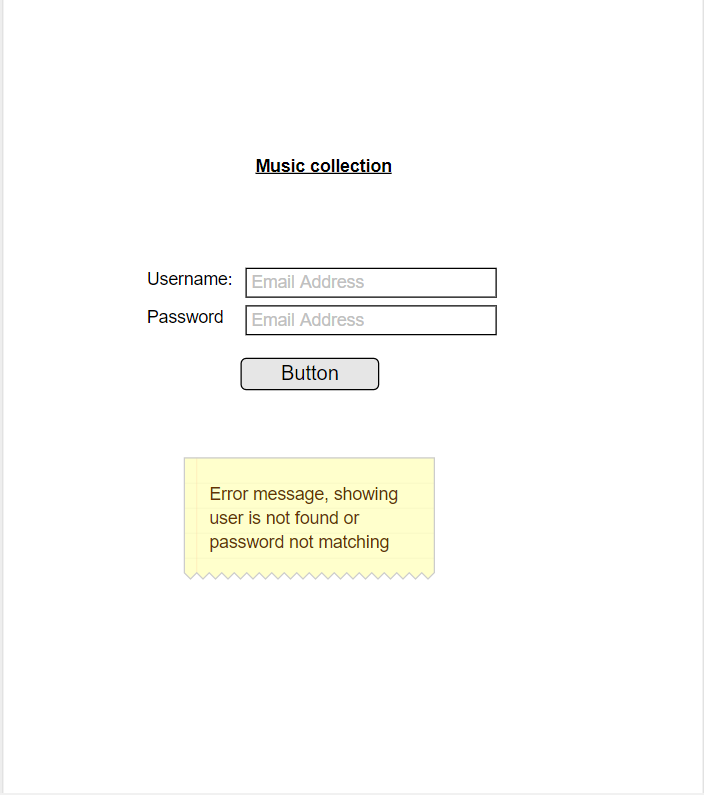 Music collection
Username: Email Address
Password Email Address
Button
Error message, showing
user is not found or
password not matching